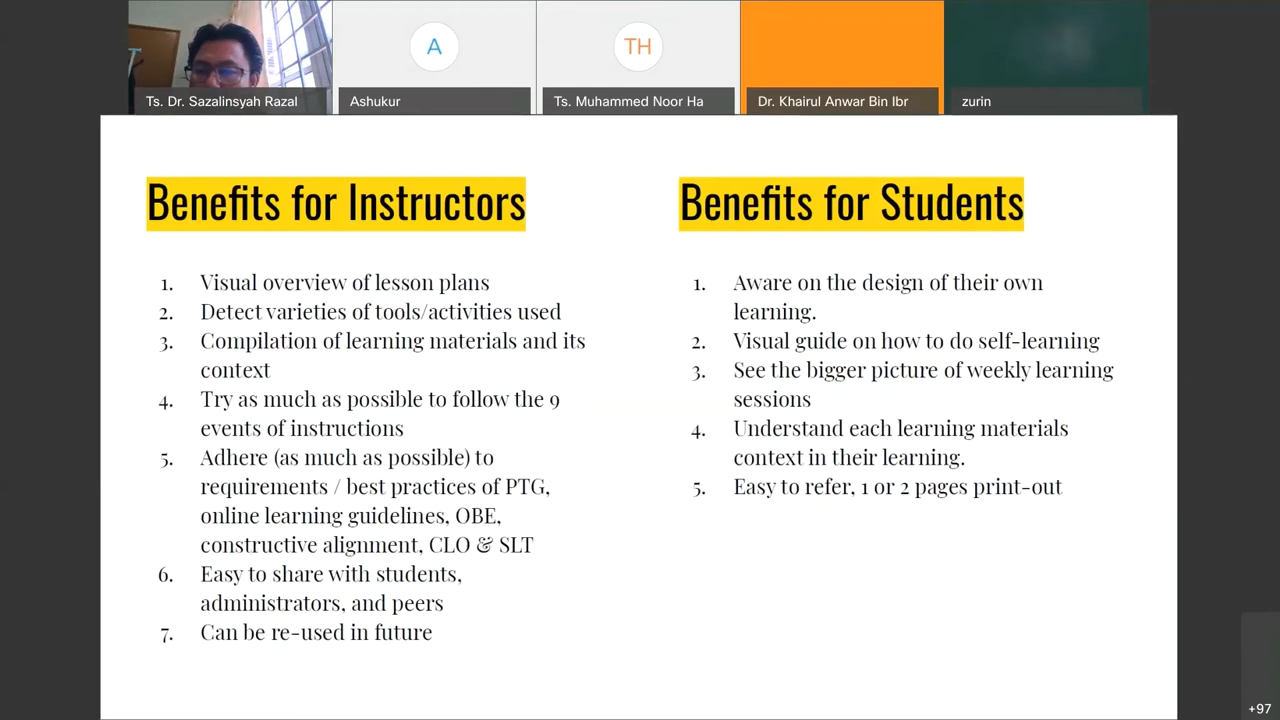 A
TH
Ts. Dr. Sazalinsyah Razal
Ashukur
Ts. Muhammed Noor Ha
Dr. Khairul Anwar Bin Ibr
zurin
Benefits for Instructors
1. Visual overview of lesson plans
2. Detect varieties of tools/activities used
3. Compilation of learning materials and its
context
4. Try as much as possible to follow the 9
events of instructions
5. Adhere (as much as possible) to
requirements / best practices of PTG,
online learning guidelines, OBE,
constructive alignment, CLO & SLT
6. Easy to share with students,
administrators, and peers
7. Can be re-used in future
Benefits for Students
1. Aware on the design of their own
learning.
2. Visual guide on how to do self-learning
3. See the bigger picture of weekly learning
sessions
4. Understand each learning materials
context in their learning.
5. Easy to refer, 1 or 2 pages print-out
+97